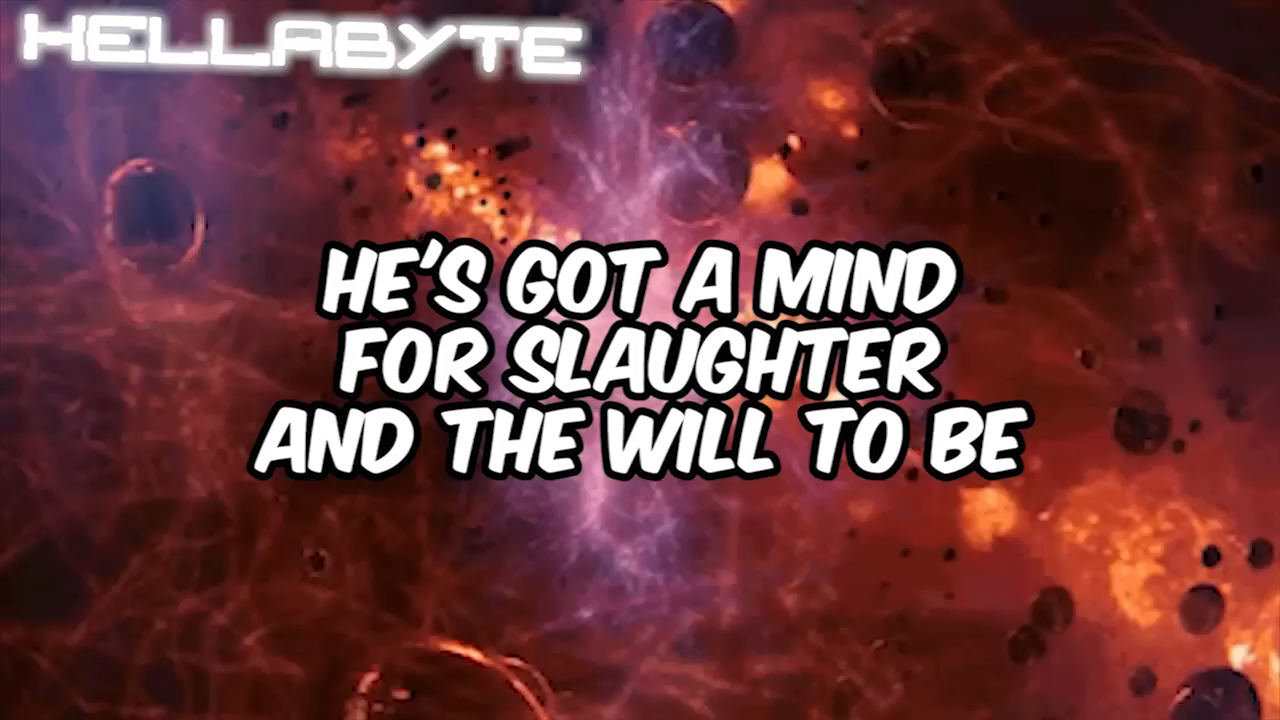 HELLABYTE
HE'S GOT A MIND
FOR SLAUGHTER
AND THE WILL TO BE